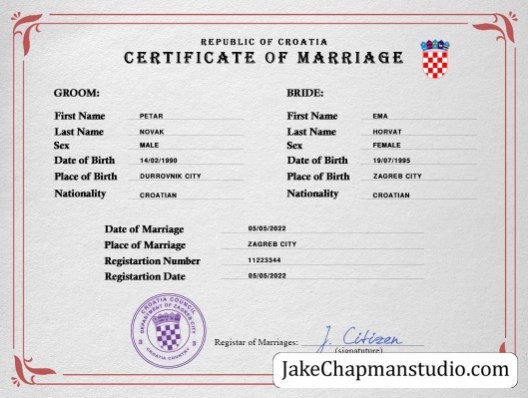 REPUBLIC OF CROATIA
CERTIFICATE OF MARRIAGE
GROOM:
First Name PETAR
Last Name NOVAK
Sex MALE
Date of Birth 14/02/1990
Place of Birth DURROVNIK CITY
Nationality CROATIAN
BRIDE:
First Name EMA
Last Name HORVAT
Sex FEMALE
Date of Birth 19/07/1995
Place of Birth ZAGREB CITY
Nationality CROATIAN
Date of Marriage 05/05/2022
Place of Marriage ZAGREB CITY
Registartion Number 11223344
Registartion Date 05/05/2022
CROATIA COUNCIL
DEPARTMENT OF ZAGREB CITY
CROATIA COUNTRY
Registar of Marriages: J. Citizen
(signatuture)
JakeChapmanstudio.com